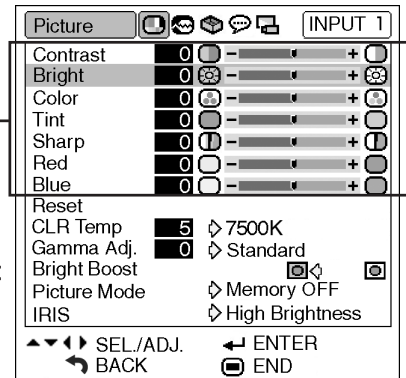 Picture INPUT 1
Contrast 0 - +
Bright 0 - +
Color 0 - +
Tint 0 - +
Sharp 0 - +
Red 0 - +
Blue 0 - +
Reset
CLR Temp 5 7500K
Gamma Adj. 0 Standard
Bright Boost
Picture Mode Memory OFF
IRIS High Brightness
SEL./ADJ. ENTER
BACK END